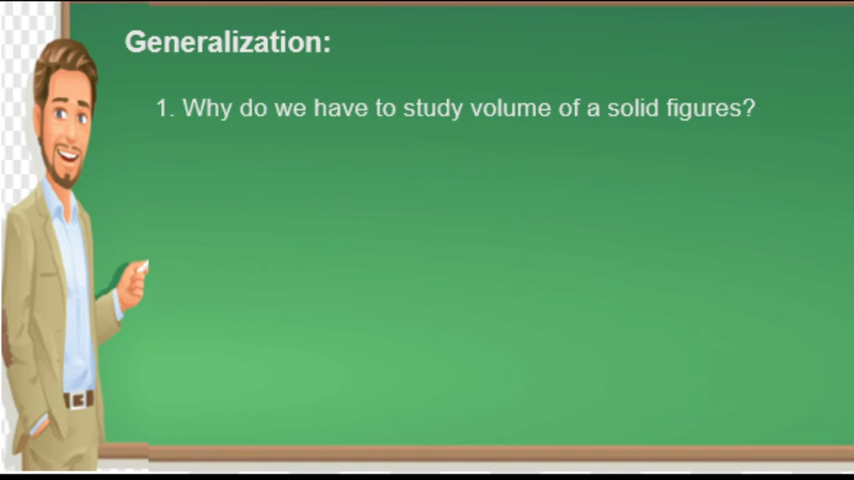 Generalization:
1. Why do we have to study volume of a solid figures?